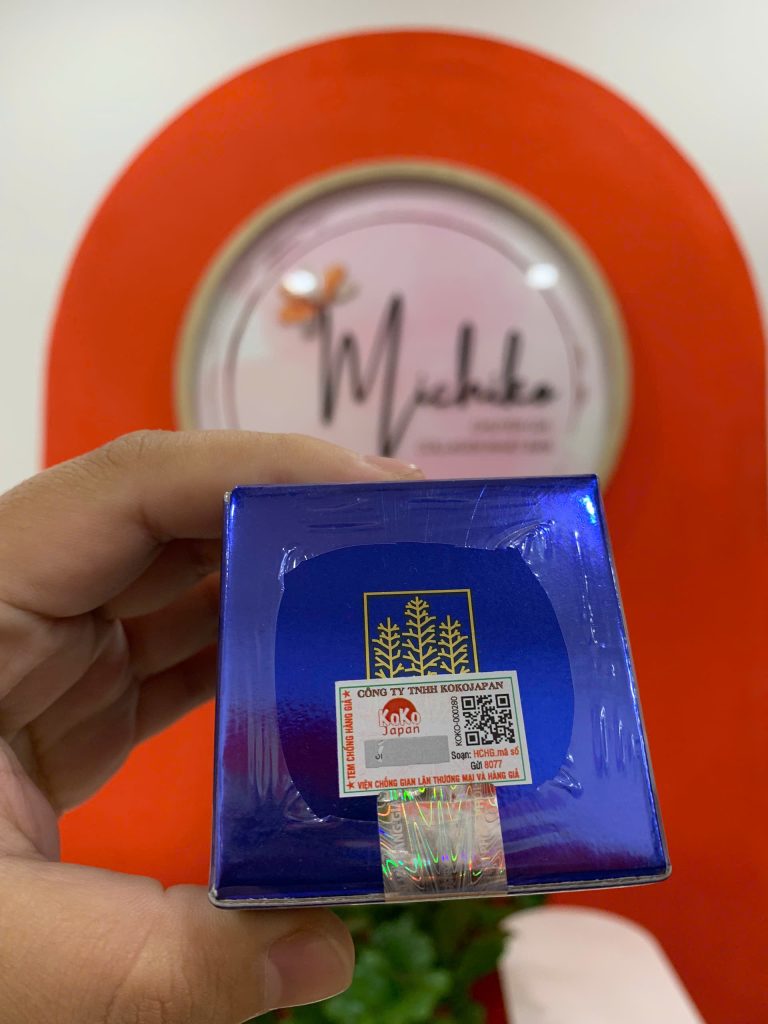 Michiko
CÔNG TY TNHH KOKOJAPAN
★ TEM CHỐNG HÀNG GIẢ ★
KoKo
Japan
KOKO-000280
Soạn: HCHG.mã số
Gửi 8077
VIỆN CHỐNG GIAN LẬN THƯƠNG MẠI VÀ HÀNG GIẢ